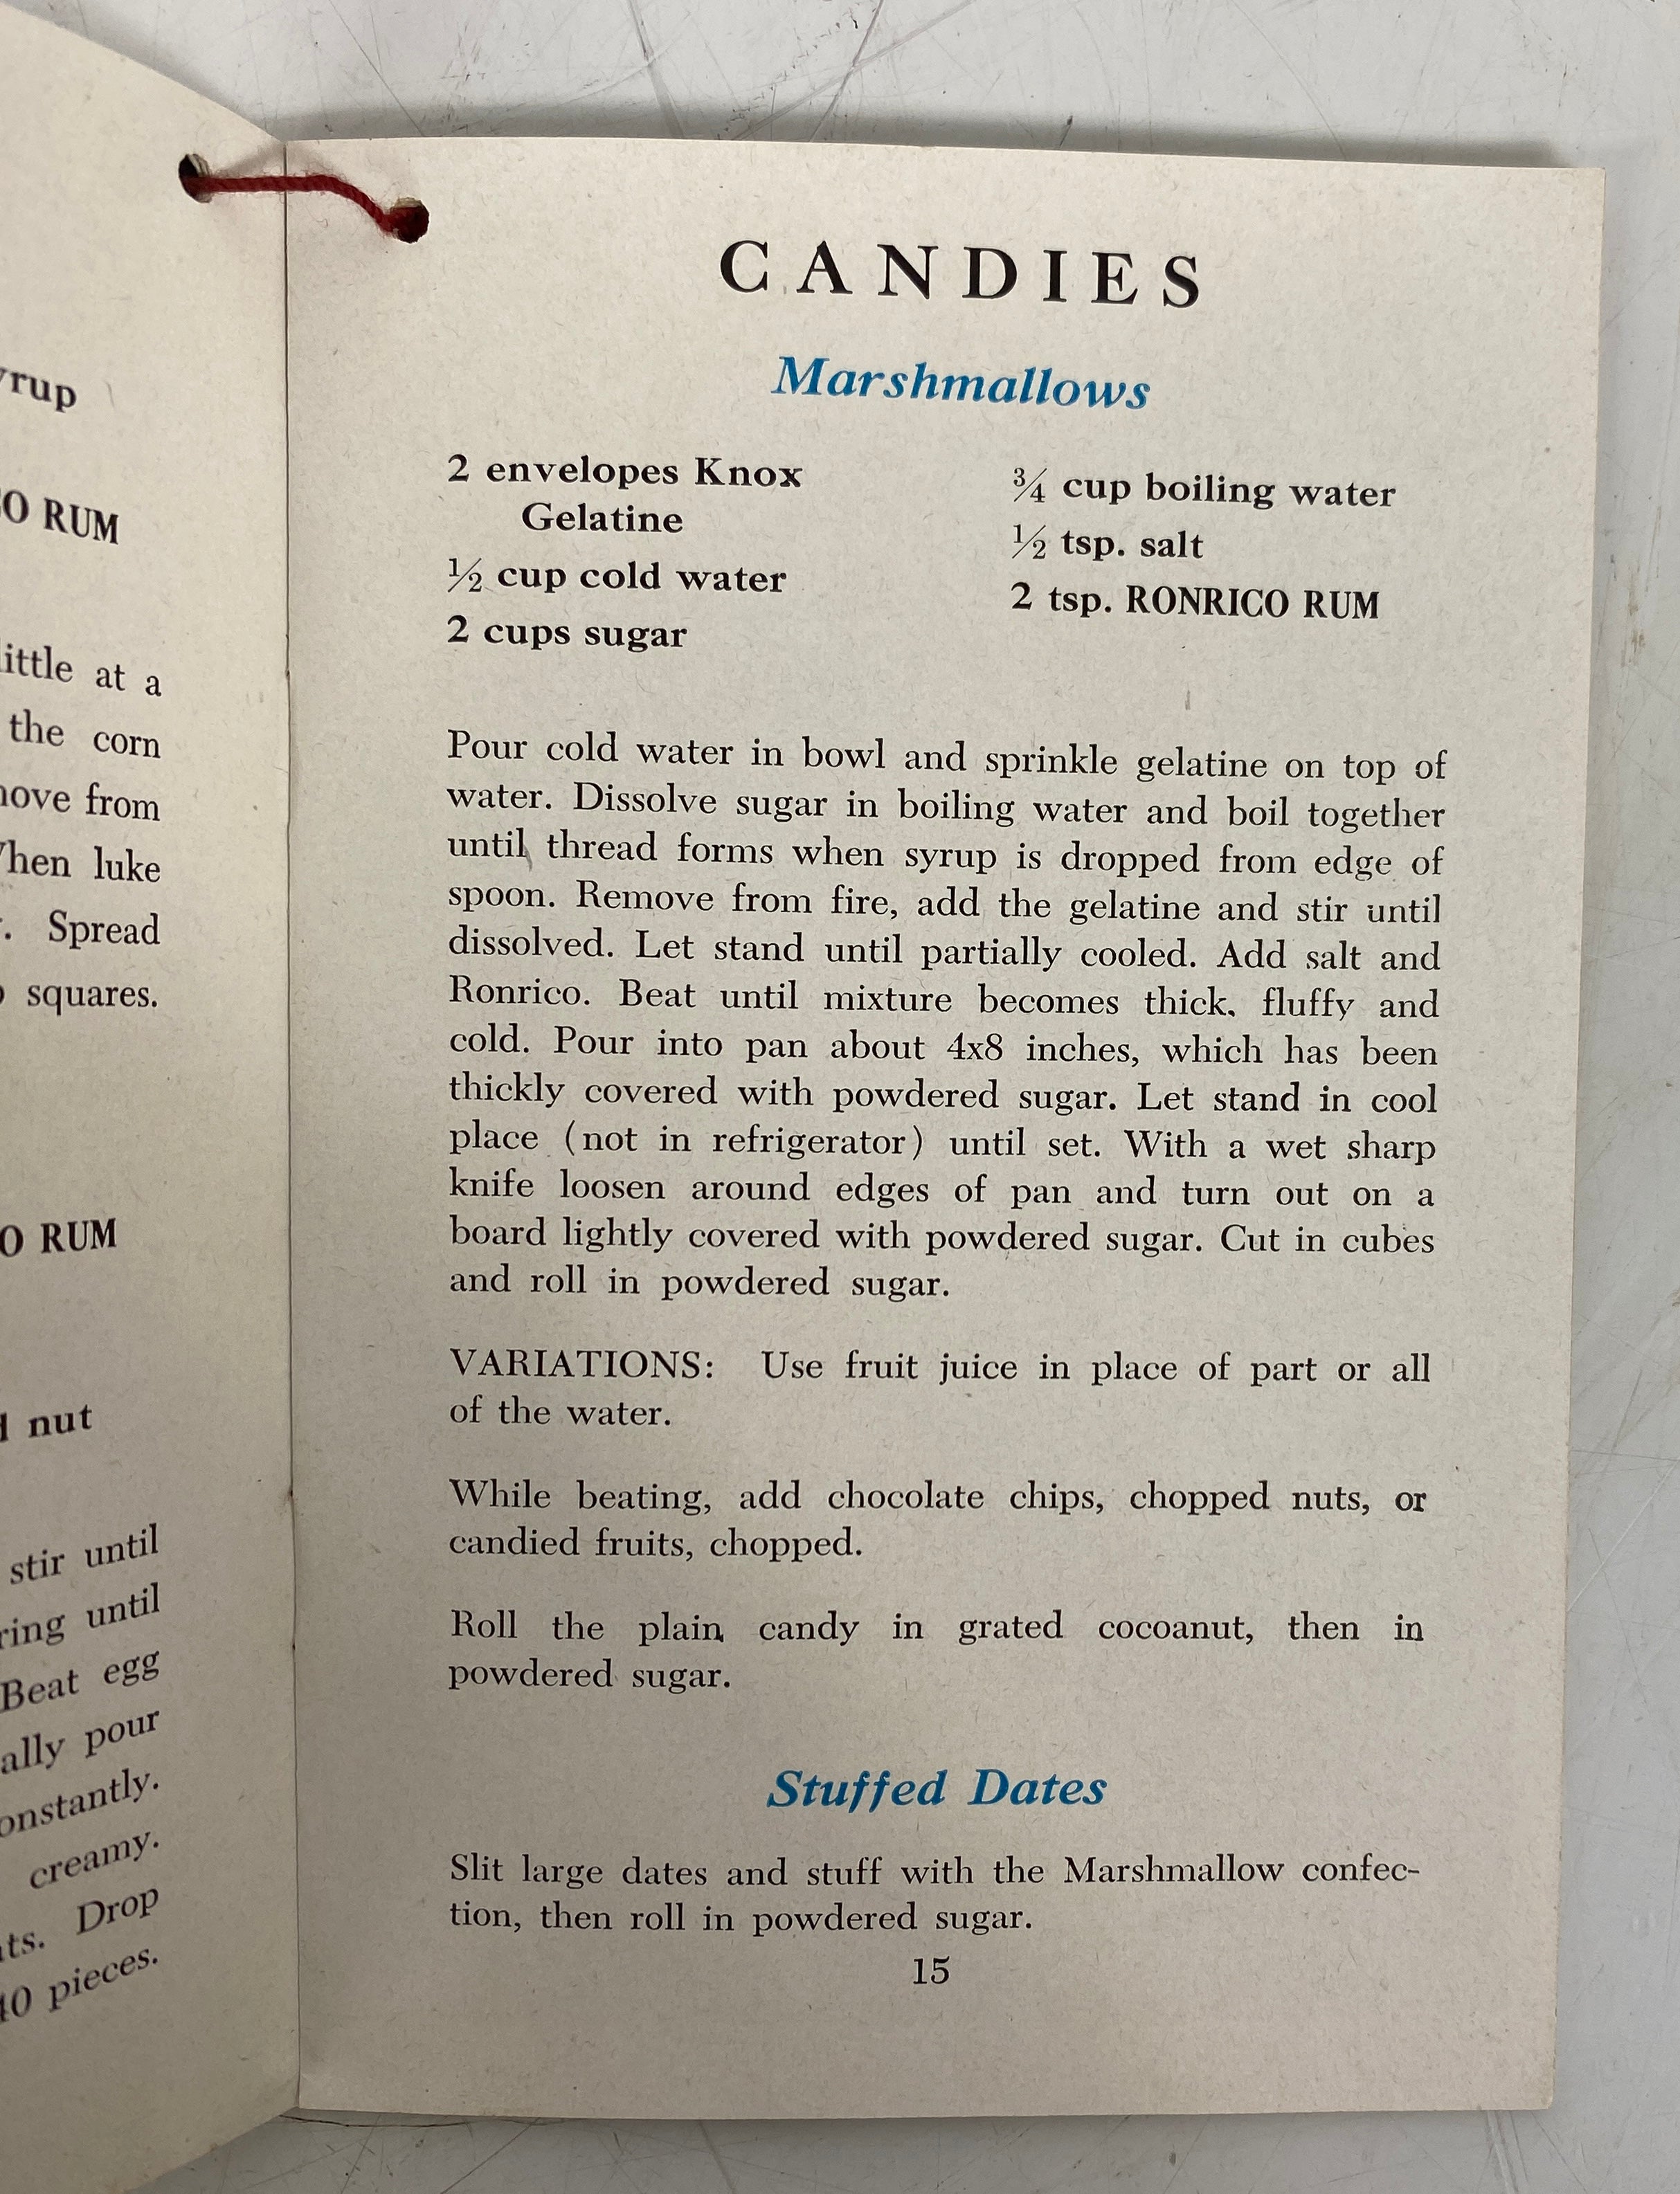 RUM
ittle at a
the corn
from
luke
Spread
squares.
RUM
nut
stir until
until
Beat egg
pour
creamy.
Drop
pieces.
CANDIES
Marshmallows
2 envelopes Knox
Gelatine
½ cup cold water
2 cups sugar
¾ cup boiling water
½ tsp. salt
2 tsp. RONRICO RUM
Pour cold water in bowl and sprinkle gelatine on top of
water. Dissolve sugar in boiling water and boil together
until thread forms when syrup is dropped from edge of
spoon. Remove from fire, add the gelatine and stir until
dissolved. Let stand until partially cooled. Add salt and
Ronrico. Beat until mixture becomes thick, fluffy and
cold. Pour into pan about 4x8 inches, which has been
thickly covered with powdered sugar. Let stand in cool
place (not in refrigerator) until set. With a wet sharp
knife loosen around edges of pan and turn out on a
board lightly covered with powdered sugar. Cut in cubes
and roll in powdered sugar.
VARIATIONS: Use fruit juice in place of part or all
of the water.
While beating, add chocolate chips, chopped nuts, or
candied fruits, chopped.
Roll the plain candy in grated cocoanut, then in
powdered sugar.
Stuffed Dates
Slit large dates and stuff with the Marshmallow confec-
tion, then roll in powdered sugar.
15